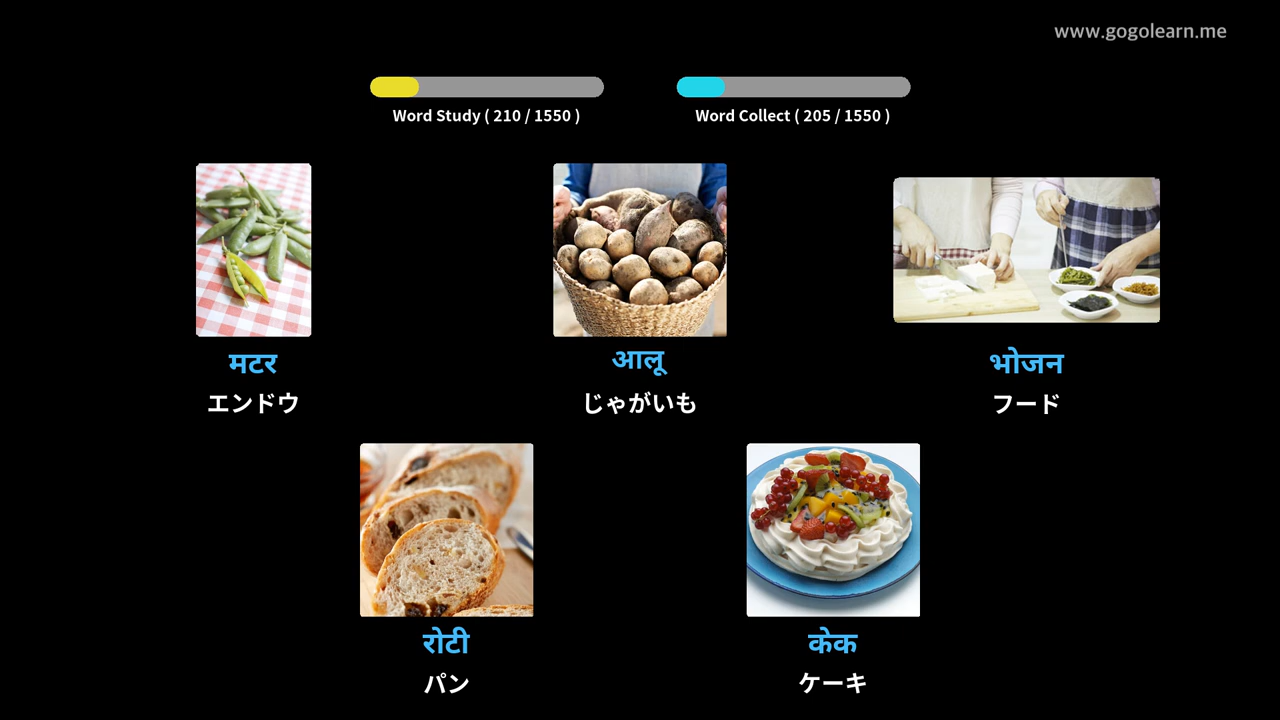 www.gogolearn.me
Word Study ( 210 / 1550 )
Word Collect ( 205 / 1550 )
मटर
エンドウ
आलू
じゃがいも
भोजन
フード
रोटी
パン
केक
ケーキ